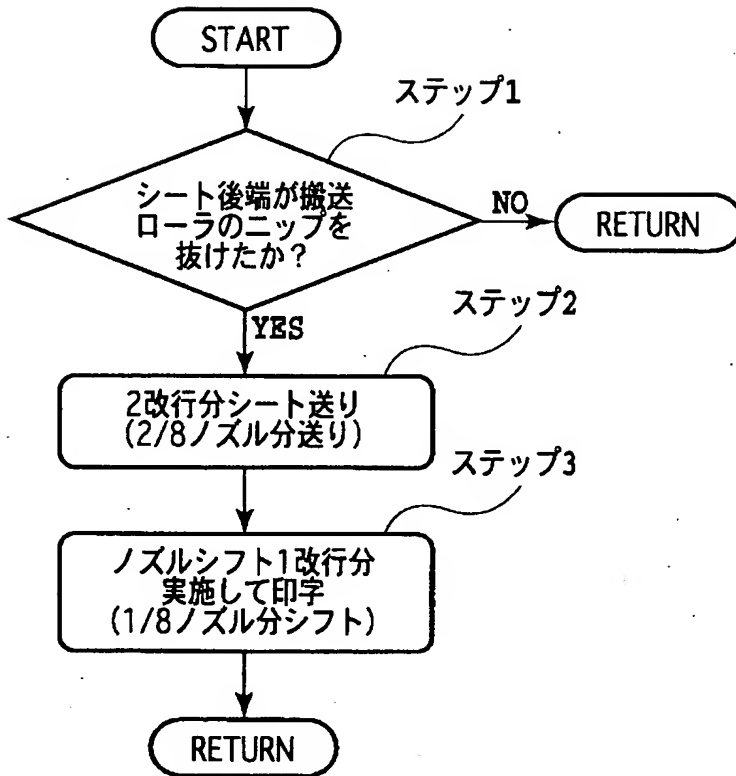 START
ステップ1
シート後端が搬送
ローラのニップを
抜けたか?
NO
RETURN
YES
ステップ2
2改行分シート送り
(2/8ノズル分送り)
ステップ3
ノズルシフト1改行分
実施して印字
(1/8ノズル分シフト)
RETURN